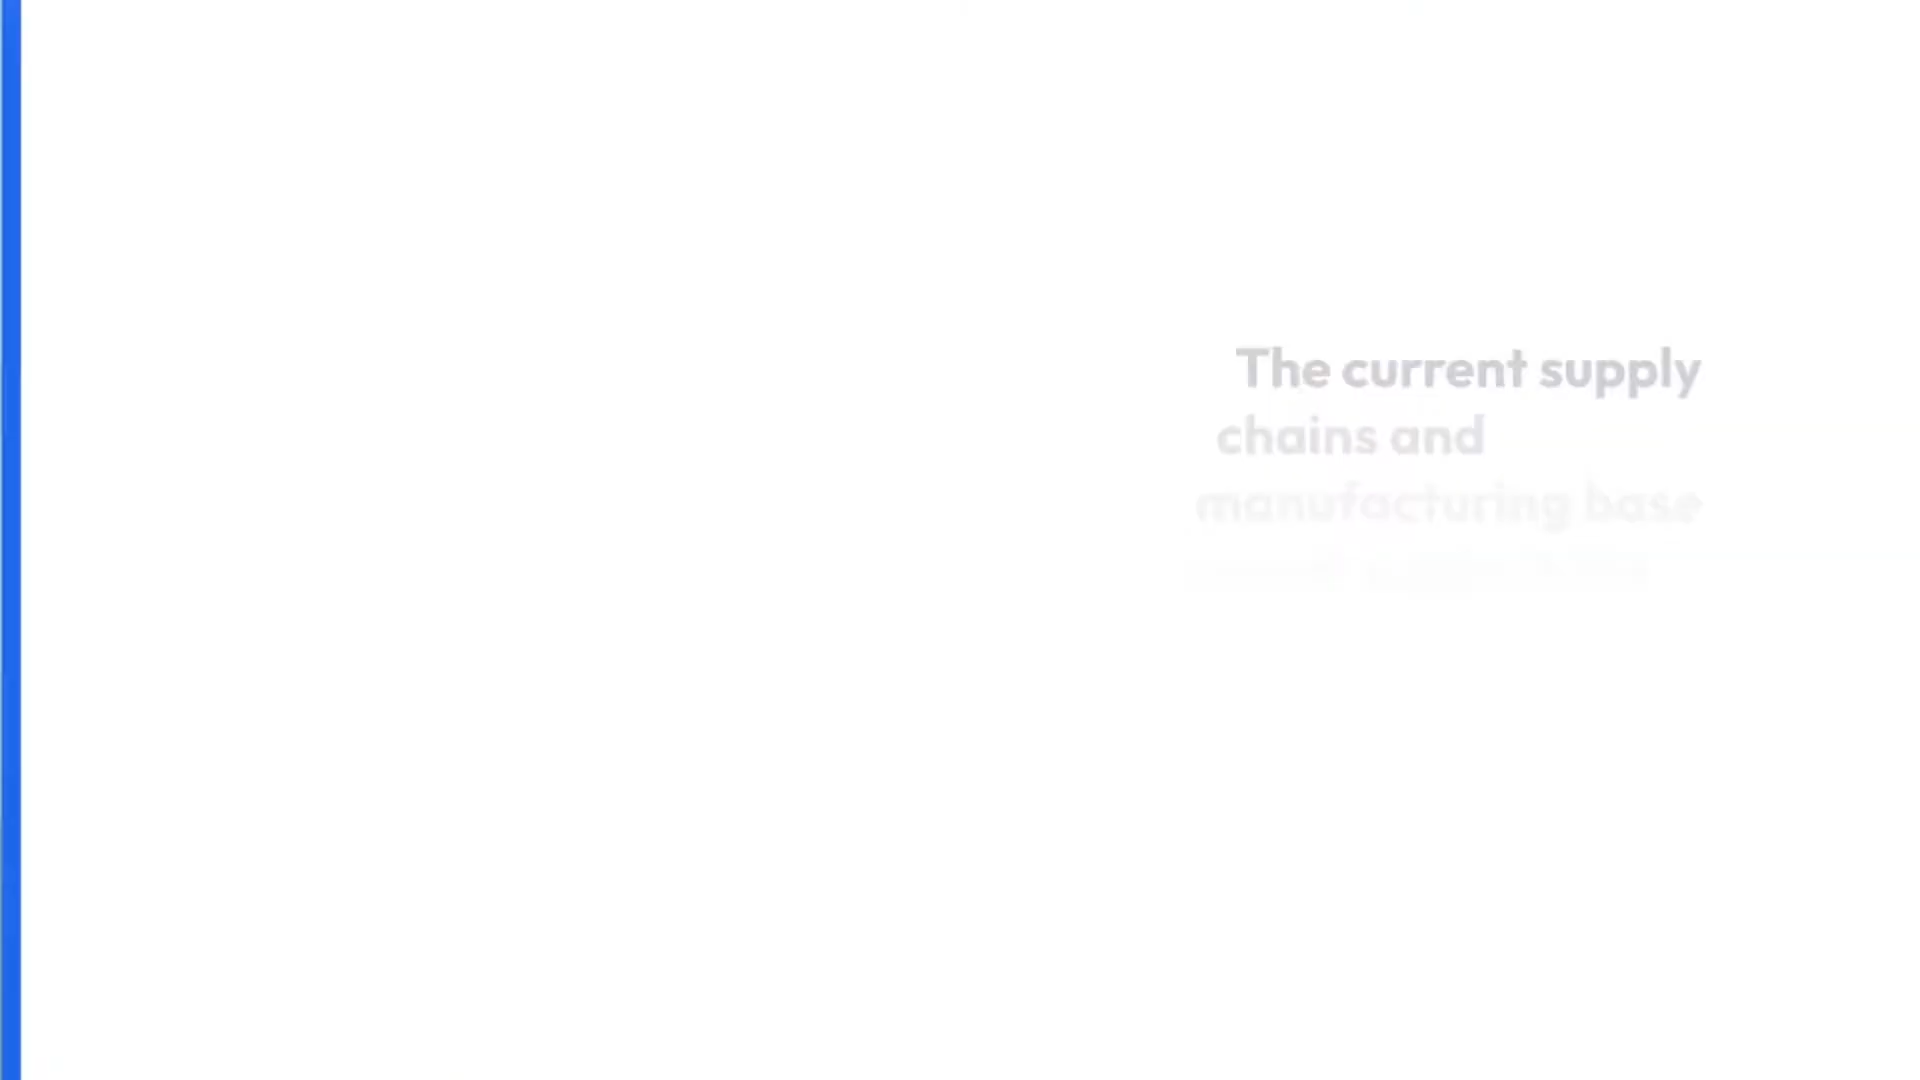 The current supply
chains and
manufacturing base